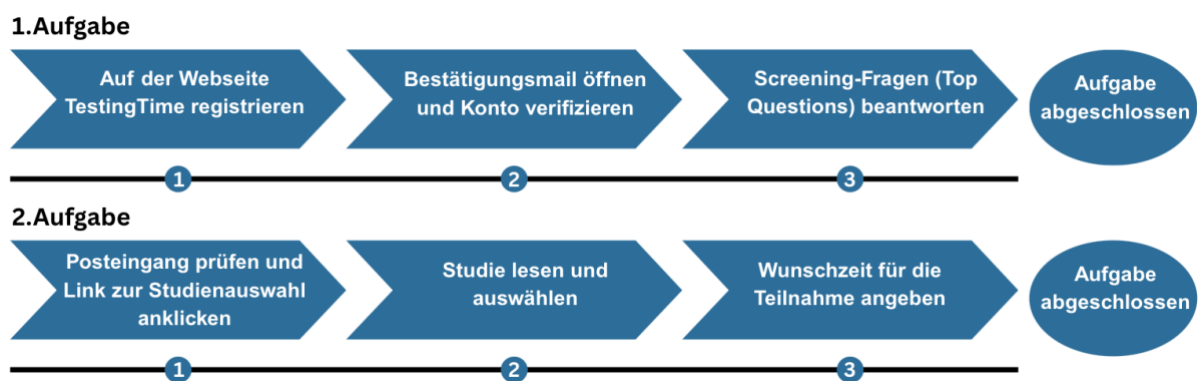 1.Aufgabe
Auf der Webseite
TestingTime registrieren
Bestätigungsmail öffnen
und Konto verifizieren
Screening-Fragen (Top
Questions) beantworten
Aufgabe
abgeschlossen
1
2
3
2.Aufgabe
Posteingang prüfen und
Link zur Studienauswahl
anklicken
Studie lesen und
auswählen
Wunschzeit für die
Teilnahme angeben
Aufgabe
abgeschlossen
1
2
3